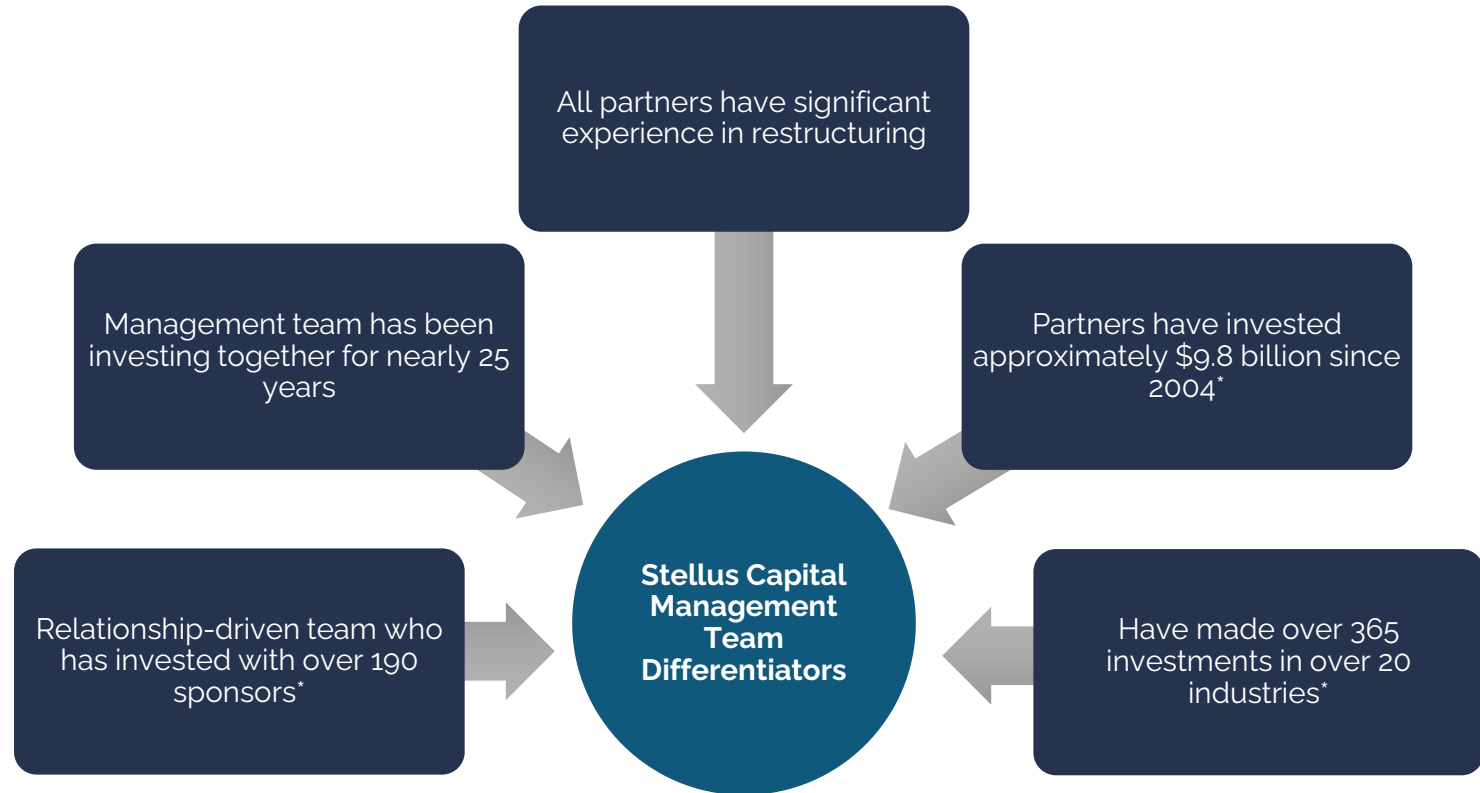 All partners have significant
experience in restructuring
Management team has been
investing together for nearly 25
years
Partners have invested
approximately $9.8 billion since
2004*
Relationship-driven team who
has invested with over 190
sponsors*
Stellus Capital
Management
Team
Differentiators
Have made over 365
investments in over 20
industries*